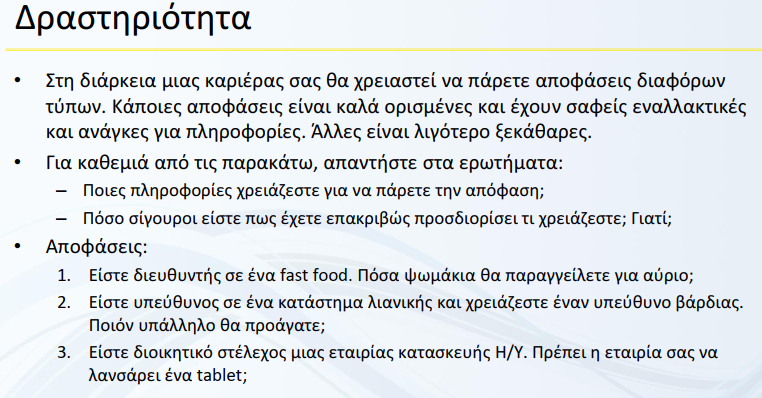 Δραστηριότητα
• Στη διάρκεια μιας καριέρας σας θα χρειαστεί να πάρετε αποφάσεις διαφόρων
τύπων. Κάποιες αποφάσεις είναι καλά ορισμένες και έχουν σαφείς εναλλακτικές
και ανάγκες για πληροφορίες. Άλλες είναι λιγότερο ξεκάθαρες.
• Για καθεμιά από τις παρακάτω, απαντήστε στα ερωτήματα:
– Ποιες πληροφορίες χρειάζεστε για να πάρετε την απόφαση;
– Πόσο σίγουροι είστε πως έχετε επακριβώς προσδιορίσει τι χρειάζεστε; Γιατί;
• Αποφάσεις:
1. Είστε διευθυντής σε ένα fast food. Πόσα ψωμάκια θα παραγγείλετε για αύριο;
2. Είστε υπεύθυνος σε ένα κατάστημα λιανικής και χρειάζεστε έναν υπεύθυνο βάρδιας.
Ποιόν υπάλληλο θα προάγατε;
3. Είστε διοικητικό στέλεχος μιας εταιρίας κατασκευής Η/Υ. Πρέπει η εταιρία σας να
λανσάρει ένα tablet;